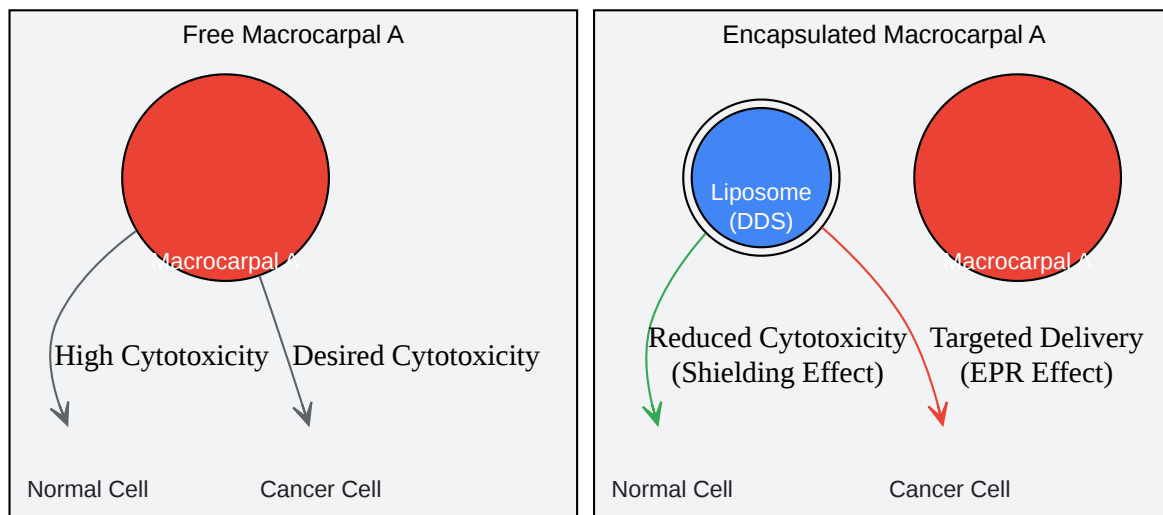 Free Macrocarpal A
Macrocarpal A
High Cytotoxicity
Desired Cytotoxicity
Normal Cell
Cancer Cell
Encapsulated Macrocarpal A
Liposome
(DDS)
Macrocarpal A
Reduced Cytotoxicity
(Shielding Effect)
Targeted Delivery
(EPR Effect)
Normal Cell
Cancer Cell